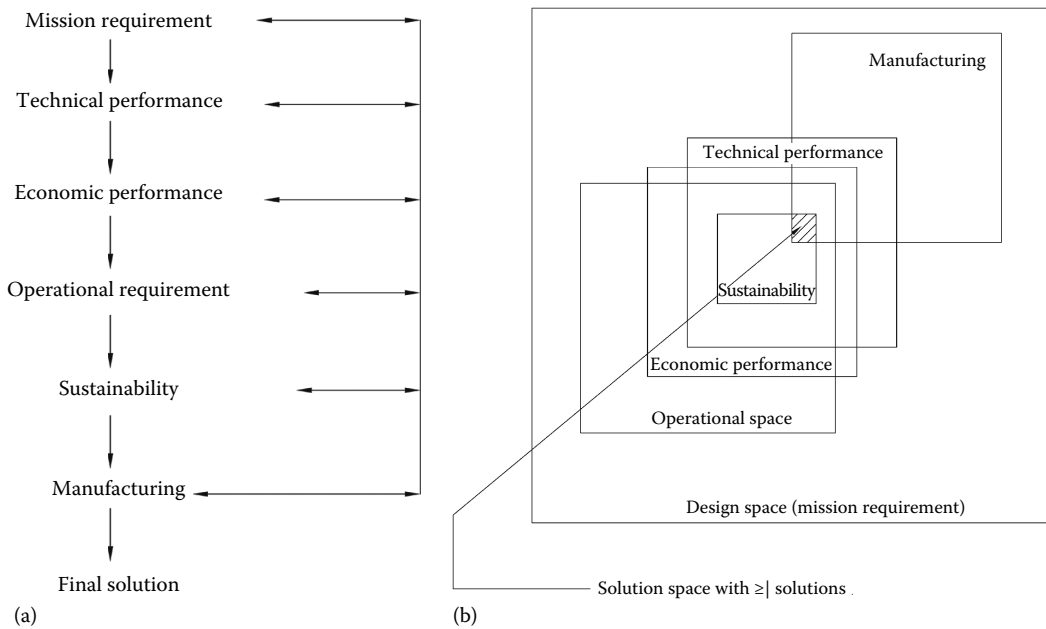 Mission requirement
Technical performance
Economic performance
Operational requirement
Sustainability
Manufacturing
Final solution
(a)
Manufacturing
Technical performance
Sustainability
Economic performance
Operational space
Design space (mission requirement)
Solution space with ≥| solutions
(b)